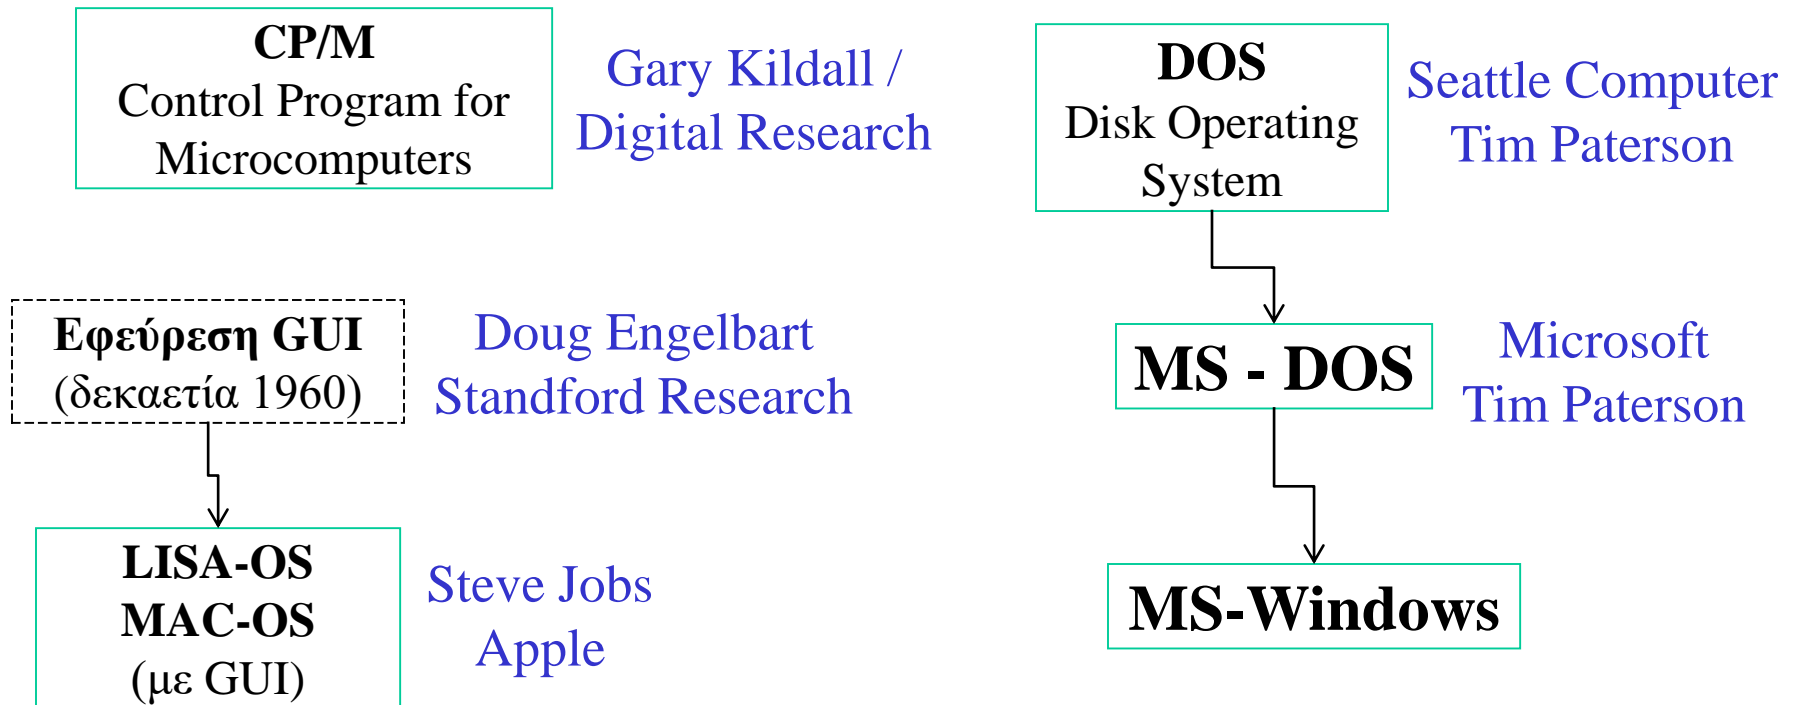 CP/M
Control Program for
Microcomputers
Gary Kildall /
Digital Research
DOS
Disk Operating
System
Seattle Computer
Tim Paterson
Εφεύρεση GUI
(δεκαετία 1960)
Doug Engelbart
Standford Research
MS - DOS
Microsoft
Tim Paterson
LISA-OS
MAC-OS
(με GUI)
Steve Jobs
Apple
MS-Windows